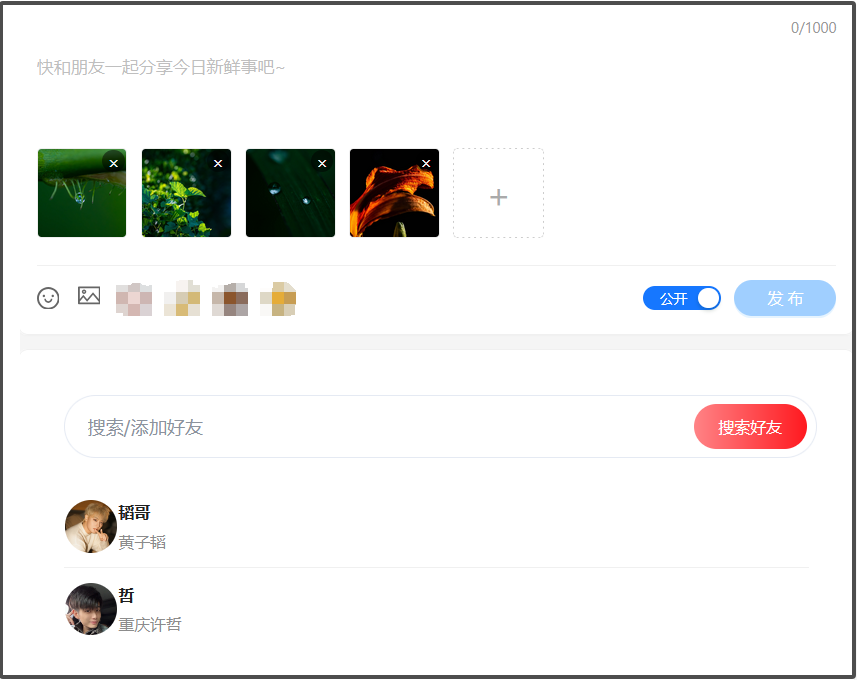 0/1000
快和朋友一起分享今日新鲜事吧~
公开
发 布
搜索/添加好友
搜索好友
韬哥
黄子韬
哲
重庆许哲